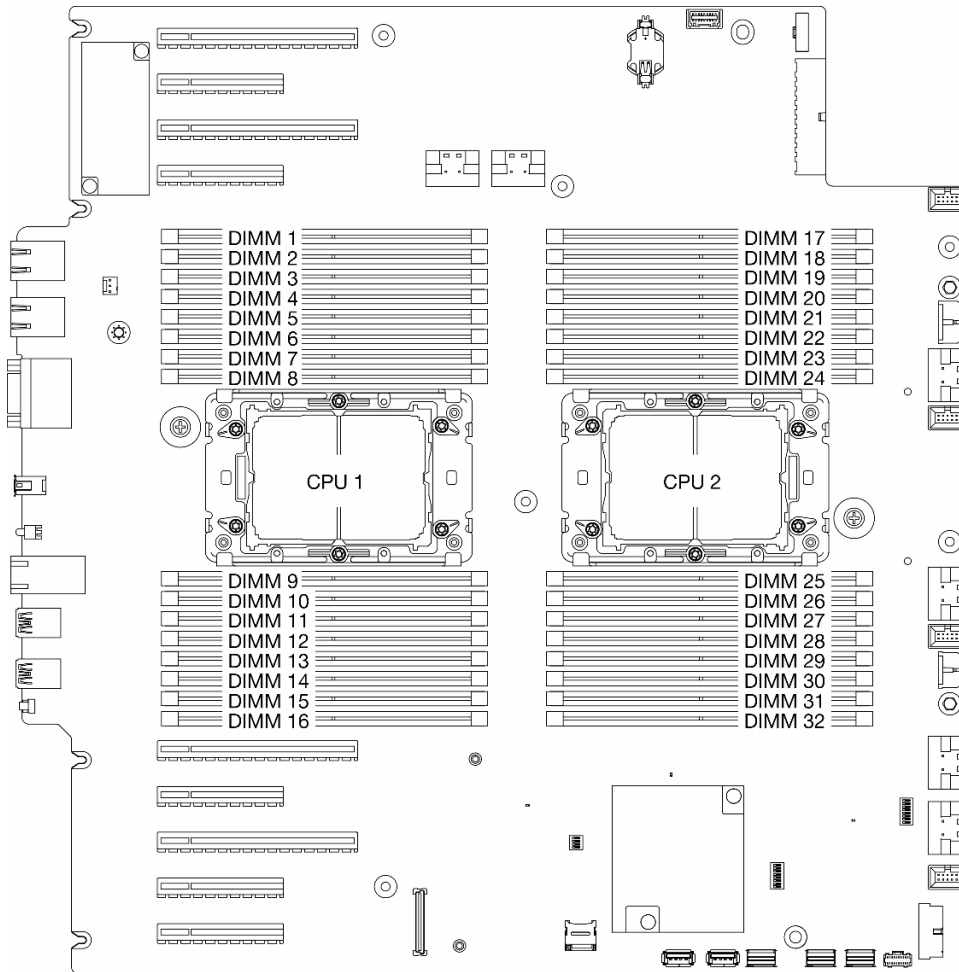 DIMM 1
DIMM 2
DIMM 3
DIMM 4
DIMM 5
DIMM 6
DIMM 7
DIMM 8
DIMM 17
DIMM 18
DIMM 19
DIMM 20
DIMM 21
DIMM 22
DIMM 23
DIMM 24
CPU 1
CPU 2
DIMM 9
DIMM 10
DIMM 11
DIMM 12
DIMM 13
DIMM 14
DIMM 15
DIMM 16
DIMM 25
DIMM 26
DIMM 27
DIMM 28
DIMM 29
DIMM 30
DIMM 31
DIMM 32